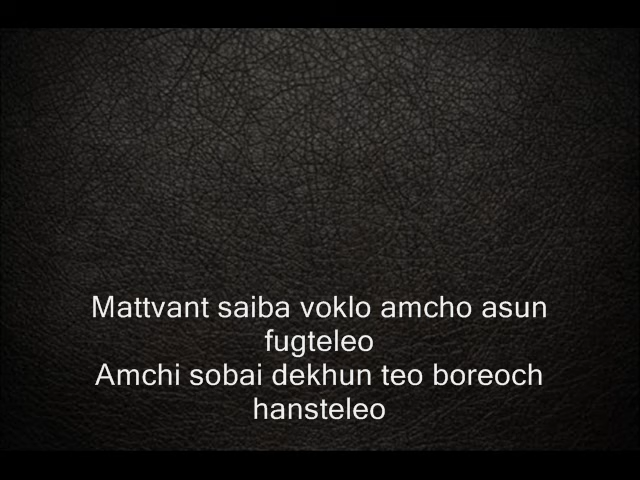 Mattvant saiba voklo amcho asun
fugteleo
Amchi sobai dekhun teo boreoch
hansteleo